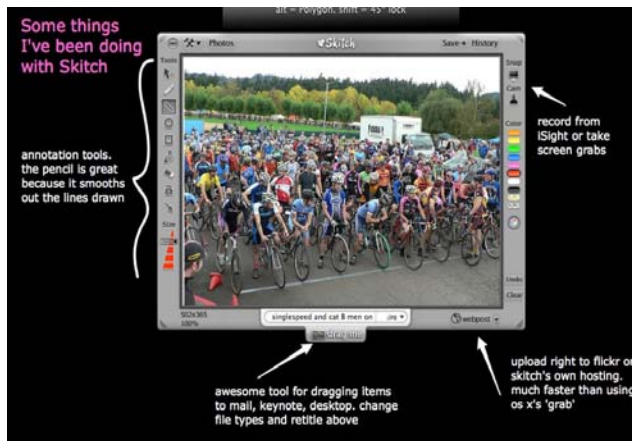 alt = Polygon. shift = 45° lock
Some things
I've been doing
with Skitch
Photos
Skitch
Save
History
Tools
Snap
Cam
Color
Size
Undo
Clear
annotation tools.
the pencil is great
because it smooths
out the lines drawn
record from
iSight or take
screen grabs
502x365
100%
singlespeed and cat B men on
.jpg
webpost
drag me
awesome tool for dragging items
to mail, keynote, desktop. change
file types and retitle above
upload right to flickr or
skitch's own hosting.
much faster than using
os x's 'grab'